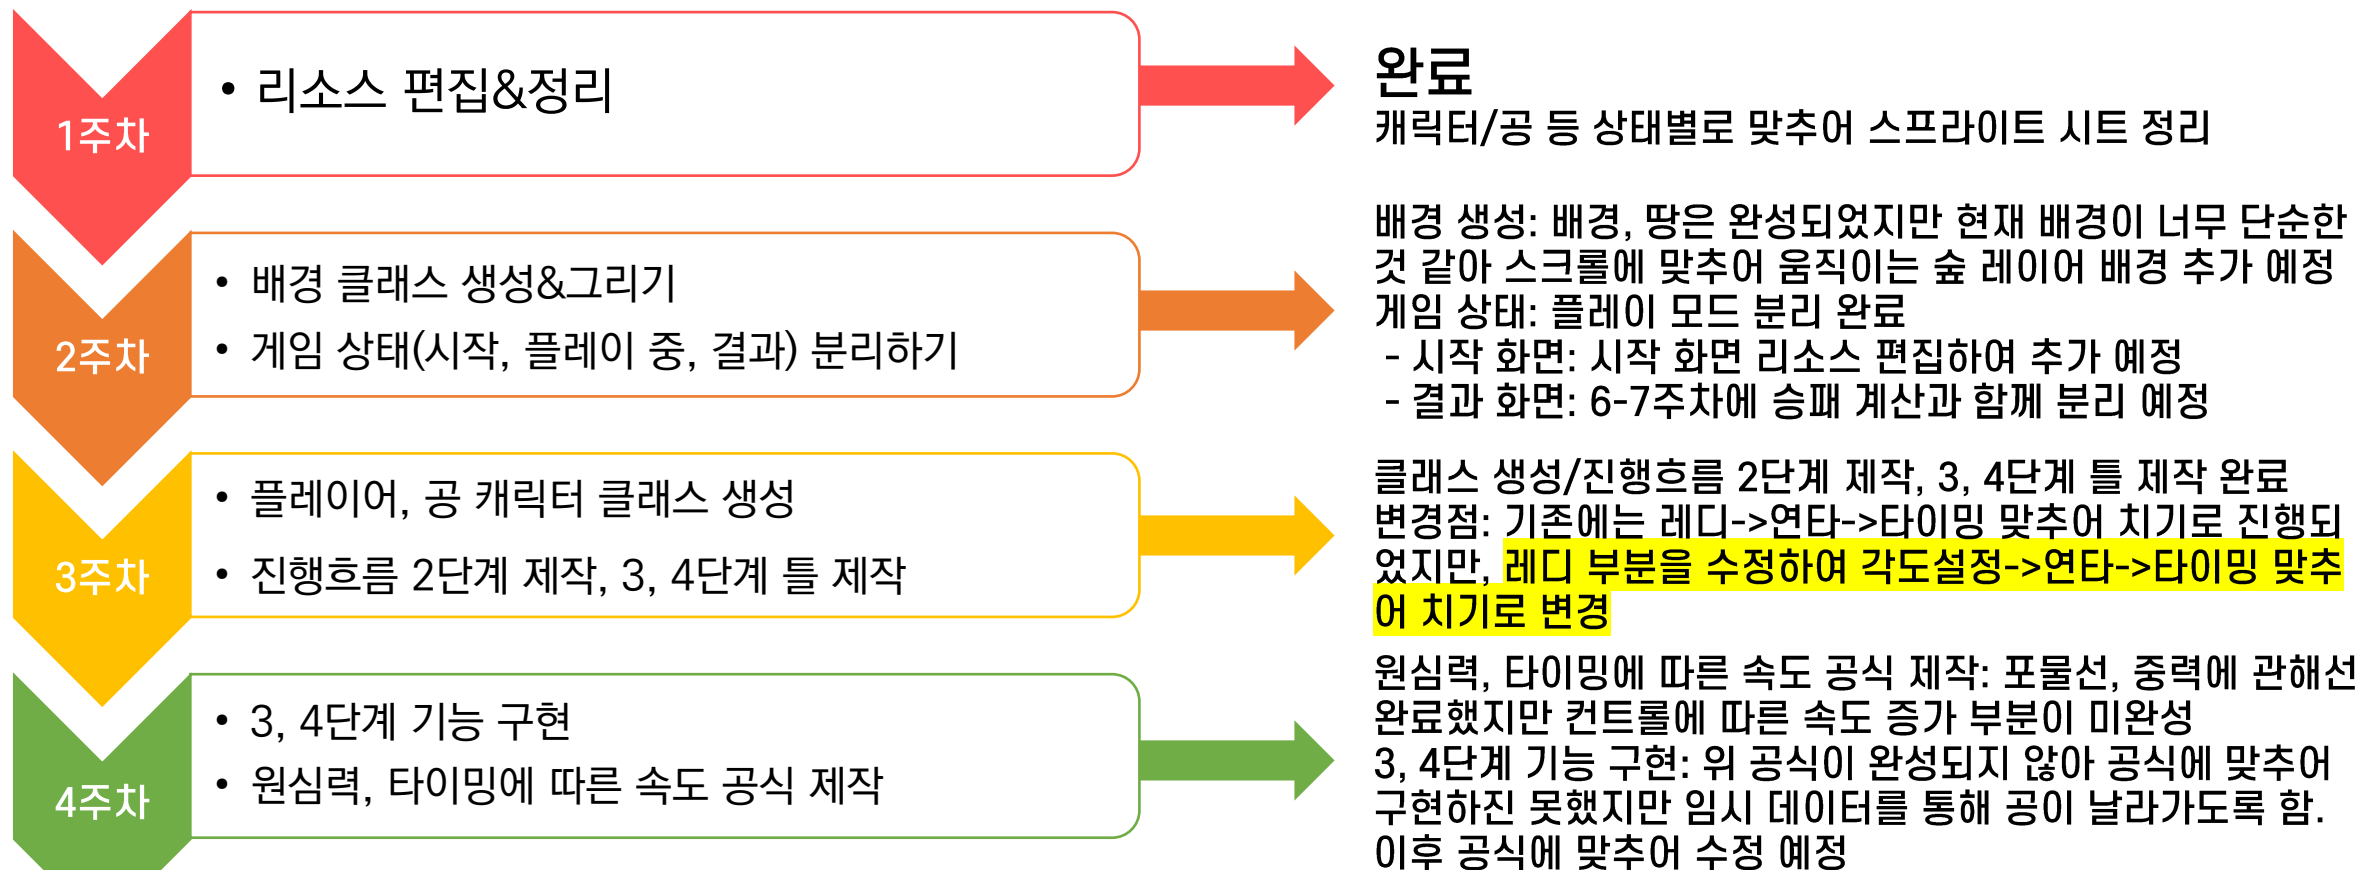 1주차
• 리소스 편집&정리
완료
캐릭터/공 등 상태별로 맞추어 스프라이트 시트 정리
2주차
• 배경 클래스 생성&그리기
• 게임 상태(시작, 플레이 중, 결과) 분리하기
배경 생성: 배경, 땅은 완성되었지만 현재 배경이 너무 단순한
것 같아 스크롤에 맞추어 움직이는 숲 레이어 배경 추가 예정
게임 상태: 플레이 모드 분리 완료
- 시작 화면: 시작 화면 리소스 편집하여 추가 예정
- 결과 화면: 6-7주차에 승패 계산과 함께 분리 예정
3주차
• 플레이어, 공 캐릭터 클래스 생성
• 진행흐름 2단계 제작, 3, 4단계 틀 제작
클래스 생성/진행흐름 2단계 제작, 3, 4단계 틀 제작 완료
변경점: 기존에는 레디->연타->타이밍 맞추어 치기로 진행되
었지만, 레디 부분을 수정하여 각도설정->연타->타이밍 맞추
어 치기로 변경
4주차
• 3, 4단계 기능 구현
• 원심력, 타이밍에 따른 속도 공식 제작
원심력, 타이밍에 따른 속도 공식 제작: 포물선, 중력에 관해선
완료했지만 컨트롤에 따른 속도 증가 부분이 미완성
3, 4단계 기능 구현: 위 공식이 완성되지 않아 공식에 맞추어
구현하진 못했지만 임시 데이터를 통해 공이 날라가도록 함.
이후 공식에 맞추어 수정 예정